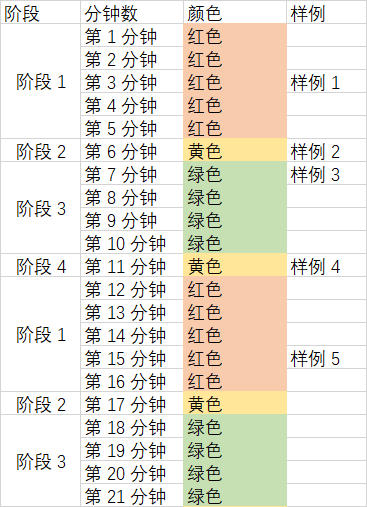 阶段 分钟数 颜色 样例
阶段 1 第 1 分钟 红色
第 2 分钟 红色
第 3 分钟 红色 样例 1
第 4 分钟 红色
第 5 分钟 红色
阶段 2 第 6 分钟 黄色 样例 2
阶段 3 第 7 分钟 绿色 样例 3
第 8 分钟 绿色
第 9 分钟 绿色
第 10 分钟 绿色
阶段 4 第 11 分钟 黄色 样例 4
阶段 1 第 12 分钟 红色
第 13 分钟 红色
第 14 分钟 红色
第 15 分钟 红色 样例 5
第 16 分钟 红色
阶段 2 第 17 分钟 黄色
阶段 3 第 18 分钟 绿色
第 19 分钟 绿色
第 20 分钟 绿色
第 21 分钟 绿色